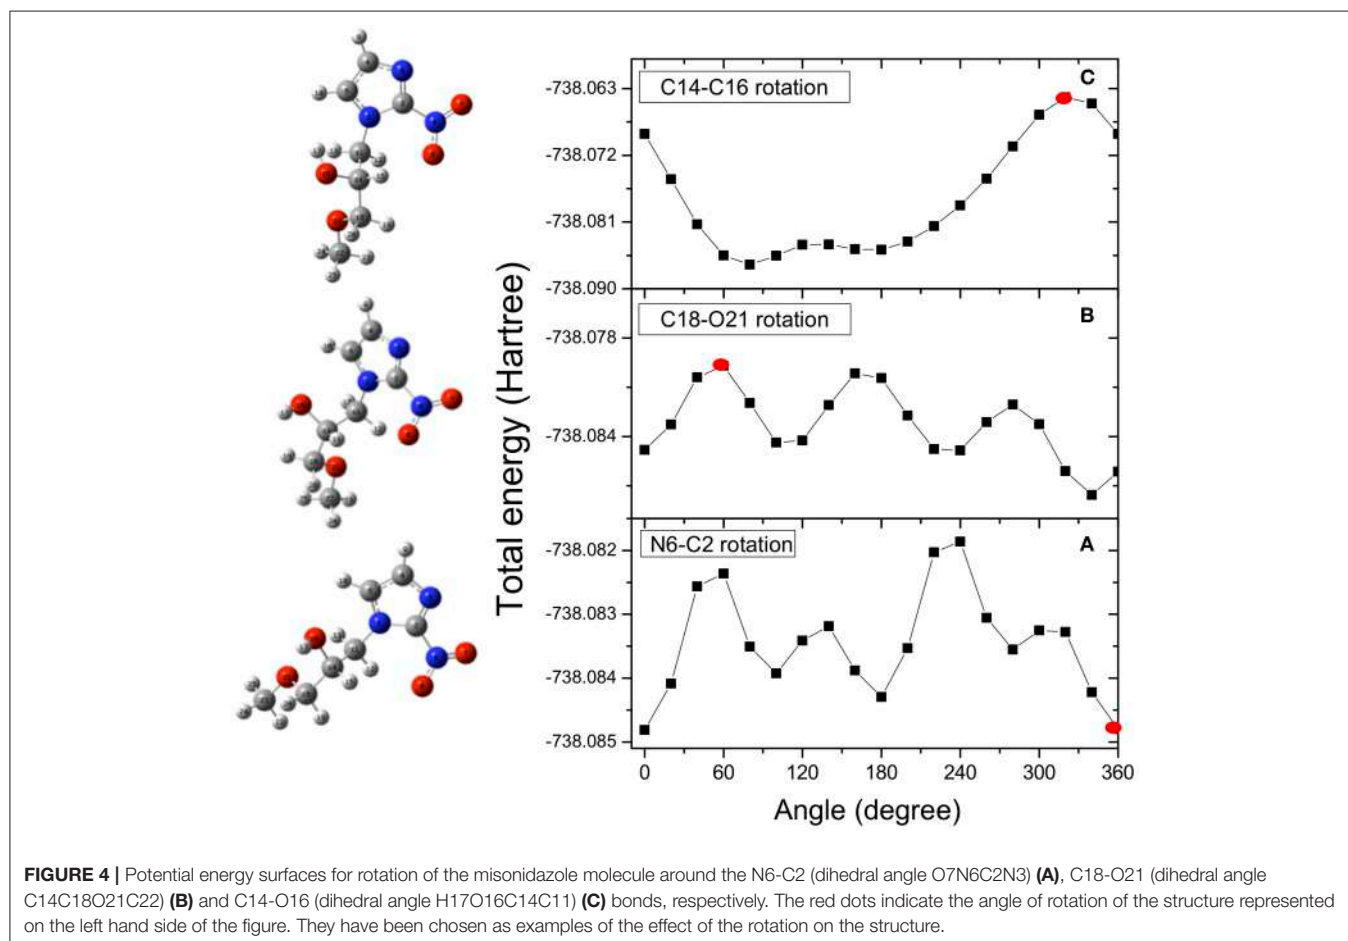 C14-C16 rotation
C
-738.063
-738.072
-738.081
-738.090
C18-O21 rotation
B
-738.078
-738.084
N6-C2 rotation
A
-738.082
-738.083
-738.084
-738.085
Total energy (Hartree)
0 60 120 180 240 300 360
Angle (degree)
FIGURE 4 | Potential energy surfaces for rotation of the misonidazole molecule around the N6-C2 (dihedral angle O7N6C2N3) (A), C18-O21 (dihedral angle
C14C18O21C22) (B) and C14-O16 (dihedral angle H17O16C14C11) (C) bonds, respectively. The red dots indicate the angle of rotation of the structure represented
on the left hand side of the figure. They have been chosen as examples of the effect of the rotation on the structure.